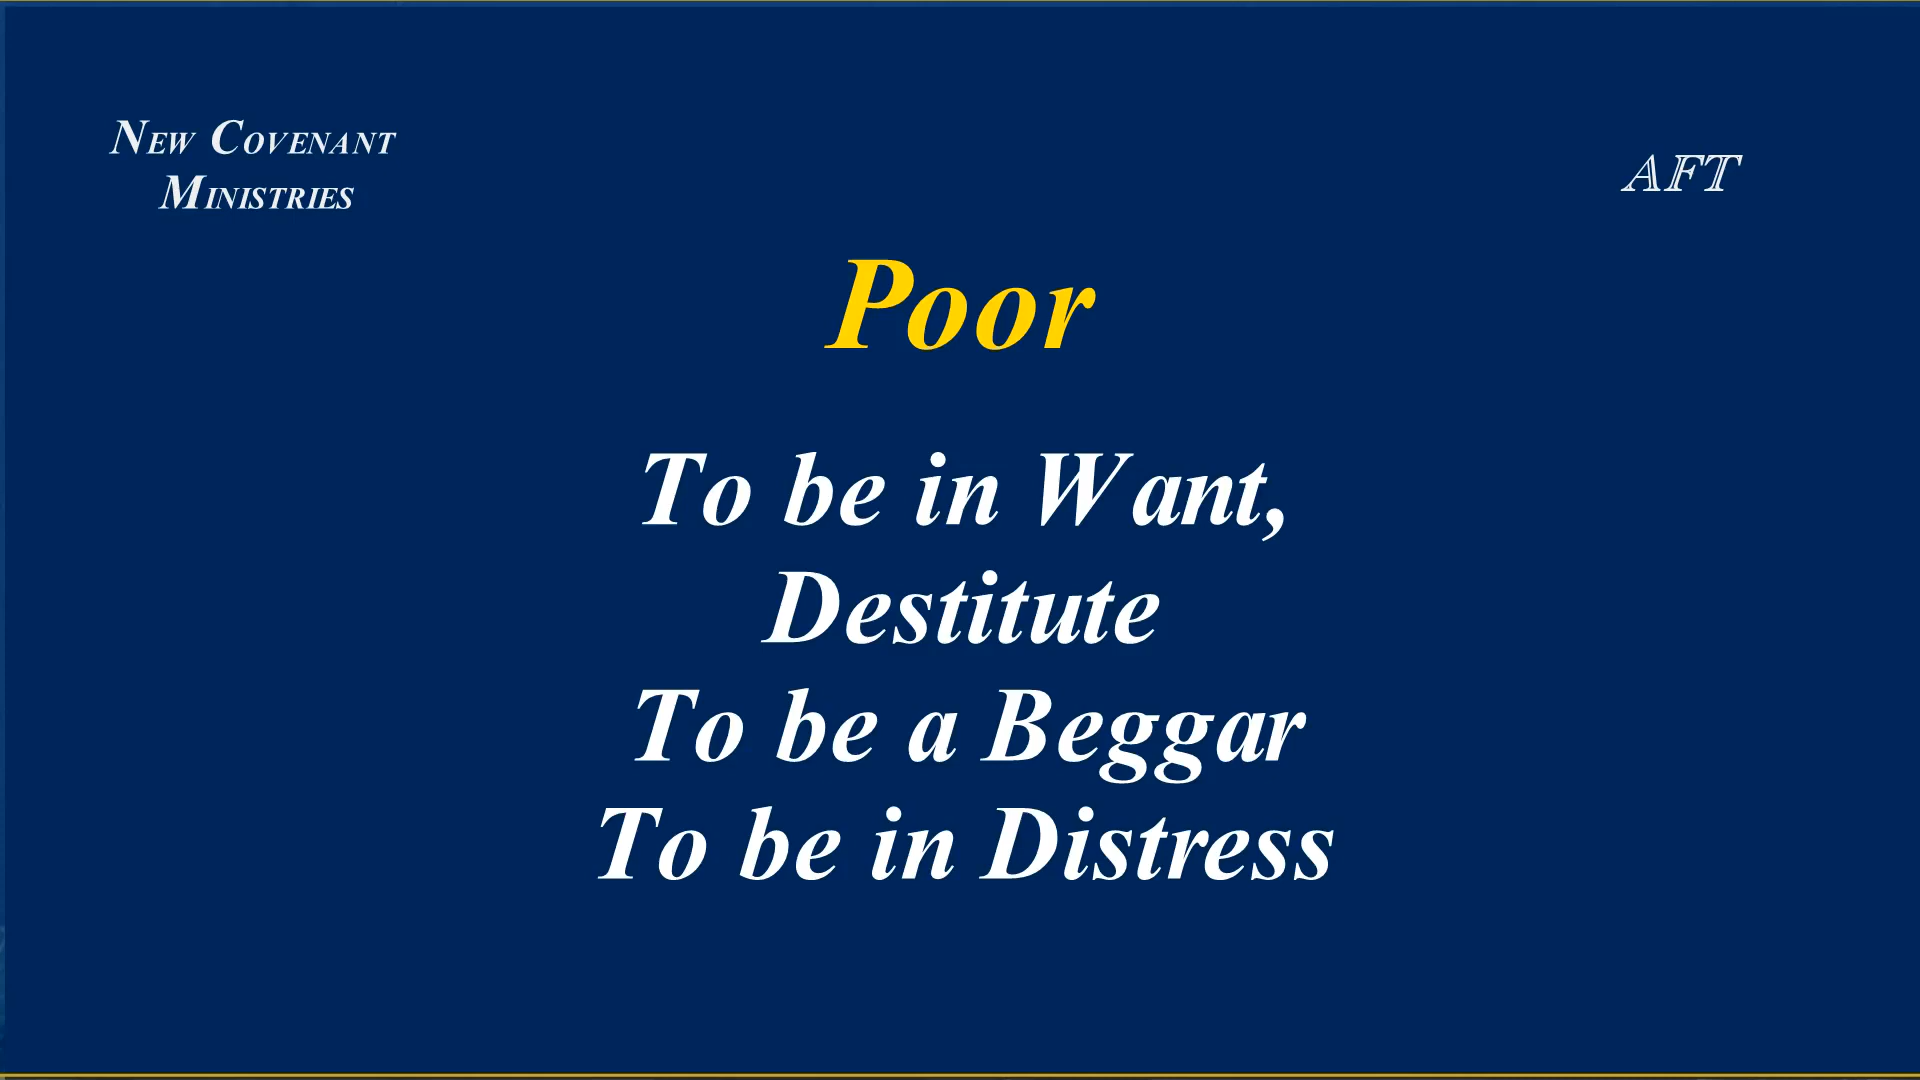 New Covenant
Ministries
AFT
Poor
To be in Want,
Destitute
To be a Beggar
To be in Distress